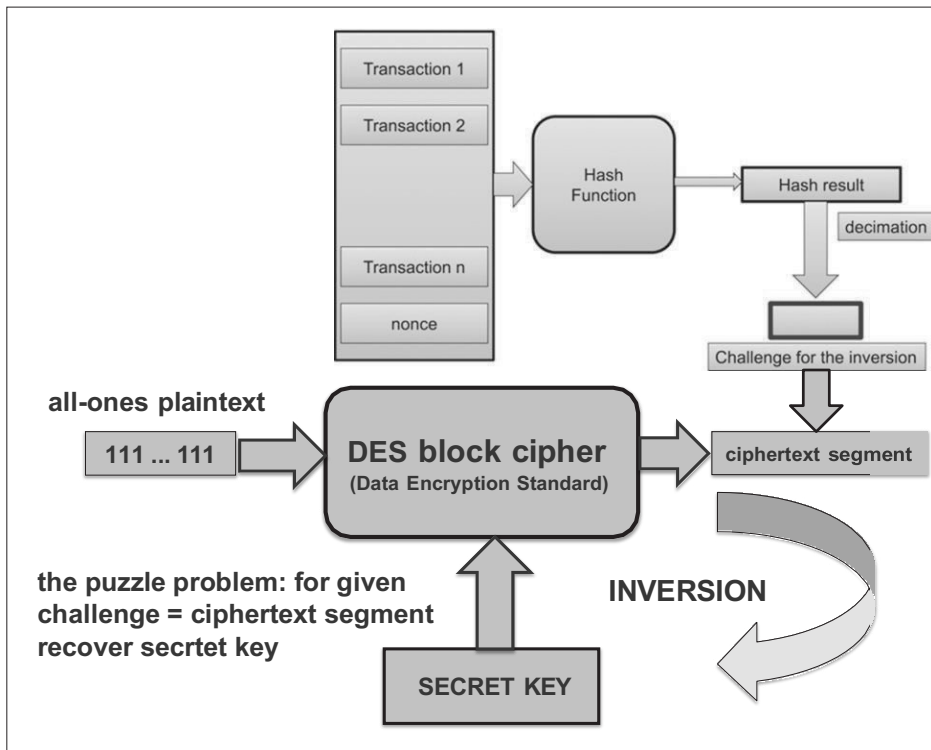 Transaction 1
Transaction 2
Transaction n
nonce
Hash
Function
Hash result
decimation
Challenge for the inversion
all-ones plaintext
111 ... 111
DES block cipher
(Data Encryption Standard)
ciphertext segment
the puzzle problem: for given
challenge = ciphertext segment
recover secrtet key
INVERSION
SECRET KEY